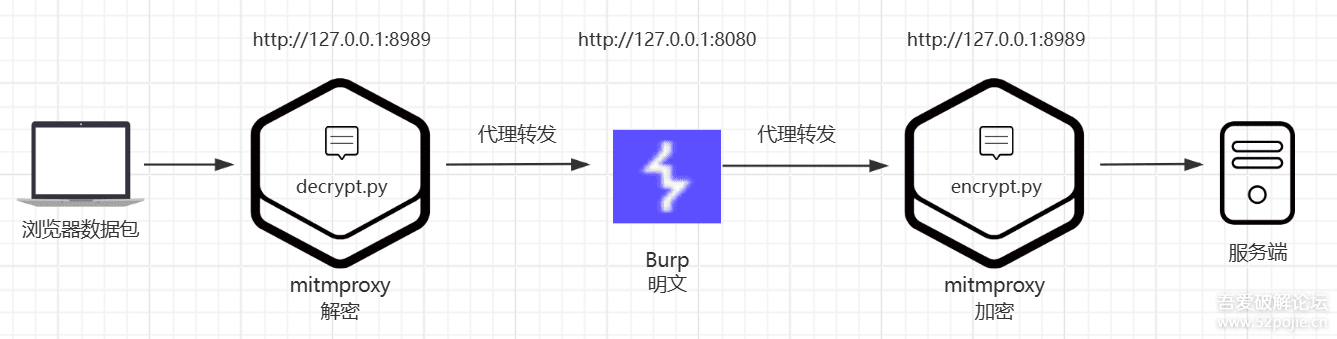 http://127.0.0.1:8989
http://127.0.0.1:8080
http://127.0.0.1:8989
代理转发
代理转发
decrypt.py
encrypt.py
浏览器数据包
mitmproxy
解密
Burp
明文
mitmproxy
加密
服务端
吾爱破解论坛
www.52pojie.cn